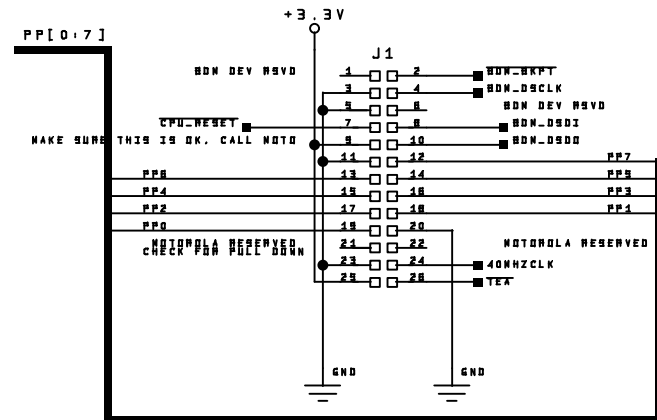 +3.3V
PP[0:7]
J1
BDM DEV RSVD 1 2 BDM_BKPT
3 4 BDM_DSCLK
5 6 BDM DEV RSVD
CPU_RESET 7 8 BDM_DSDI
MAKE SURE THIS IS OK, CALL MOTO 9 10 BDM_DSDO
11 12 PP7
PP6 13 14 PP5
PP4 15 16 PP3
PP2 17 18 PP1
PP0 19 20
MOTOROLA RESERVED 21 22 MOTOROLA RESERVED
CHECK FOR PULL DOWN
23 24 40MHZCLK
25 26 TEA
GND GND